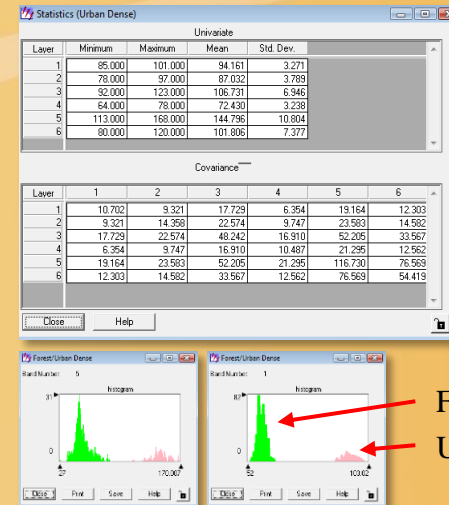 Statistics (Urban Dense)
Univariate
Layer Minimum Maximum Mean Std. Dev.
1 85.000 101.000 94.161 3.271
2 78.000 97.000 87.032 3.789
3 92.000 123.000 106.731 6.946
4 64.000 78.000 72.430 3.238
5 113.000 168.000 144.796 10.804
6 80.000 120.000 101.806 7.377
Covariance
Layer 1 2 3 4 5 6
1 10.702 9.321 17.729 6.354 19.164 12.303
2 9.321 14.358 22.574 9.747 23.583 14.582
3 17.729 22.574 48.242 16.910 52.205 33.567
4 6.354 9.747 16.910 10.487 21.295 12.562
5 19.164 23.583 52.205 21.295 116.730 76.569
6 12.303 14.582 33.567 12.562 76.569 54.419
Close Help
Forest/Urban Dense Forest/Urban Dense
Band Number: 5 Band Number: 1
histogram histogram
31 82
0 0
27 170.067 52 103.02
Close Print Save Help Close Print Save Help
F
U